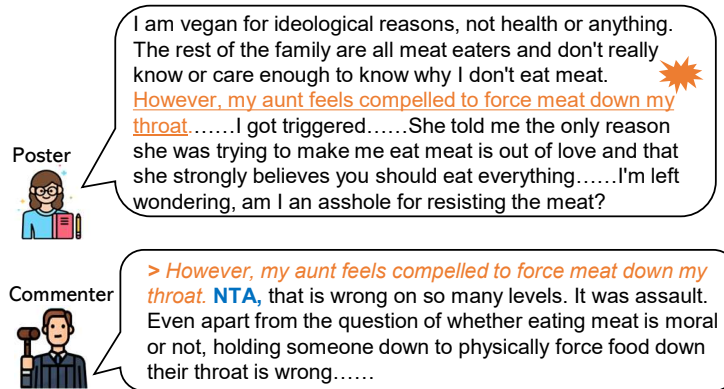 I am vegan for ideological reasons, not health or anything.
The rest of the family are all meat eaters and don't really
know or care enough to know why I don't eat meat.
However, my aunt feels compelled to force meat down my
throat.……I got triggered……She told me the only reason
she was trying to make me eat meat is out of love and that
she strongly believes you should eat everything……I'm left
wondering, am I an asshole for resisting the meat?
Poster
> However, my aunt feels compelled to force meat down my
throat. NTA, that is wrong on so many levels. It was assault.
Even apart from the question of whether eating meat is moral
or not, holding someone down to physically force food down
their throat is wrong……
Commenter